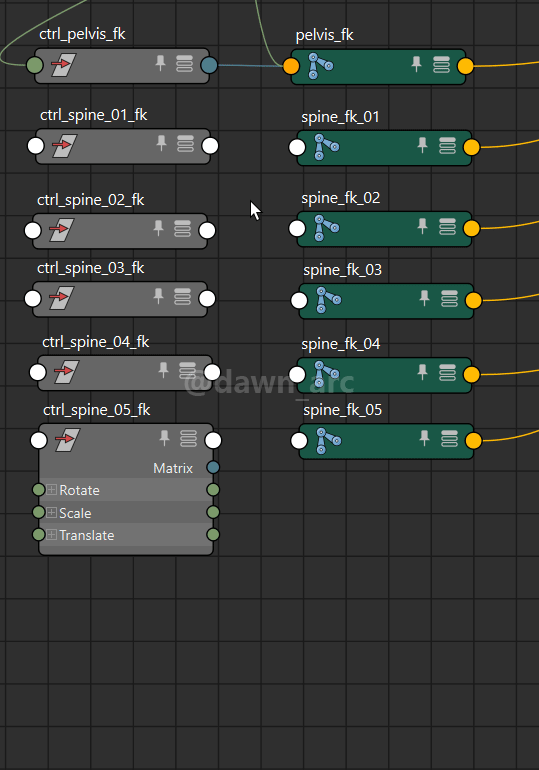 ctrl_pelvis_fk
pelvis_fk
ctrl_spine_01_fk
spine_fk_01
ctrl_spine_02_fk
spine_fk_02
ctrl_spine_03_fk
spine_fk_03
ctrl_spine_04_fk
spine_fk_04
@dawn_arc
ctrl_spine_05_fk
spine_fk_05
Matrix
Rotate
Scale
Translate